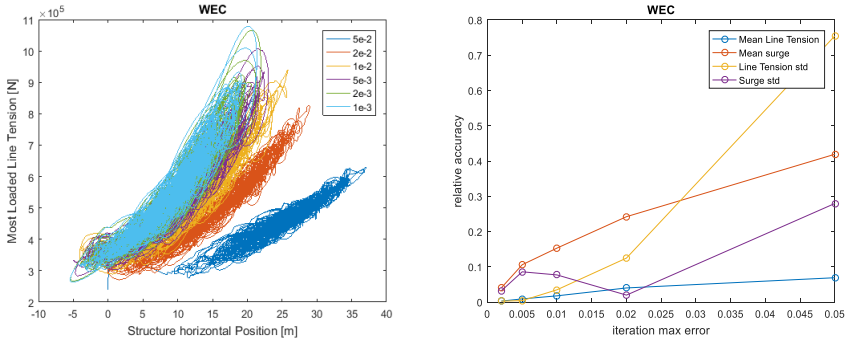 WEC
×10⁵
11
10
9
8
7
6
5
4
3
2
-10
-5
0
5
10
15
20
25
30
35
40
Most Loaded Line Tension [N]
Structure horizontal Position [m]
5e-2
2e-2
1e-2
5e-3
2e-3
1e-3
WEC
0.8
0.7
0.6
0.5
0.4
0.3
0.2
0.1
0
0
0.005
0.01
0.015
0.02
0.025
0.03
0.035
0.04
0.045
0.05
relative accuracy
iteration max error
Mean Line Tension
Mean surge
Line Tension std
Surge std